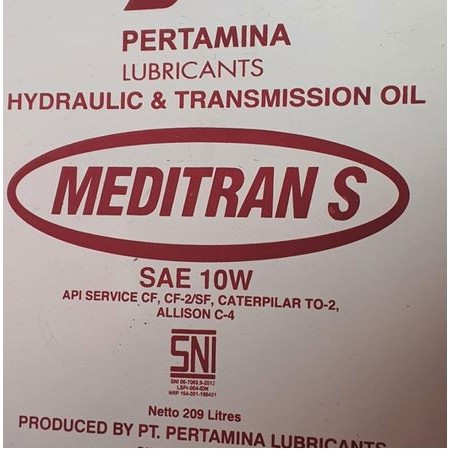 PERTAMINA
LUBRICANTS
HYDRAULIC & TRANSMISSION OIL
MEDITRAN S
SAE 10W
API SERVICE CF, CF-2/SF, CATERPILAR TO-2,
ALLISON C-4
SNI
Netto 209 Litres
PRODUCED BY PT. PERTAMINA LUBRICANTS